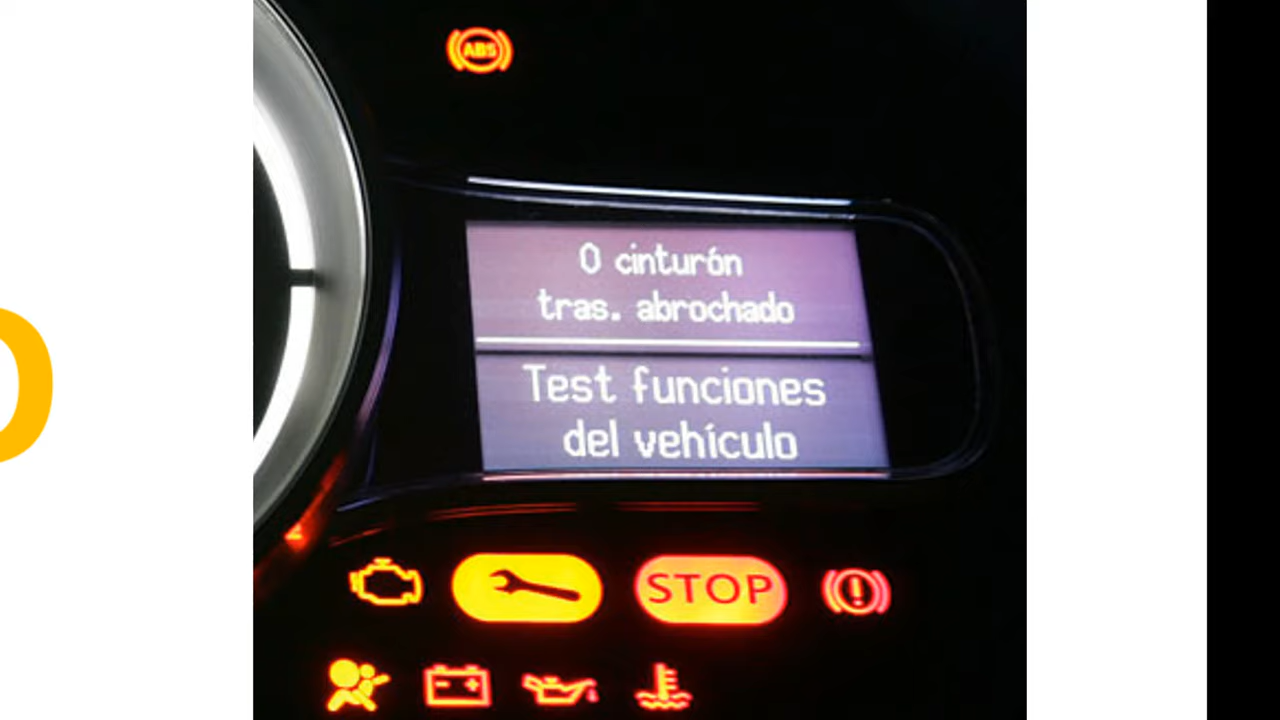 ABS
0 cinturón
tras. abrochado
Test funciones
del vehículo
STOP